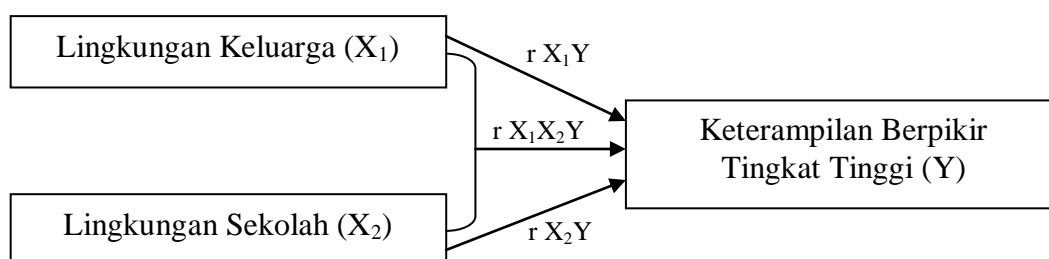 Lingkungan Keluarga (X₁)
r X₁Y
r X₁X₂Y
Keterampilan Berpikir
Tingkat Tinggi (Y)
Lingkungan Sekolah (X₂)
r X₂Y